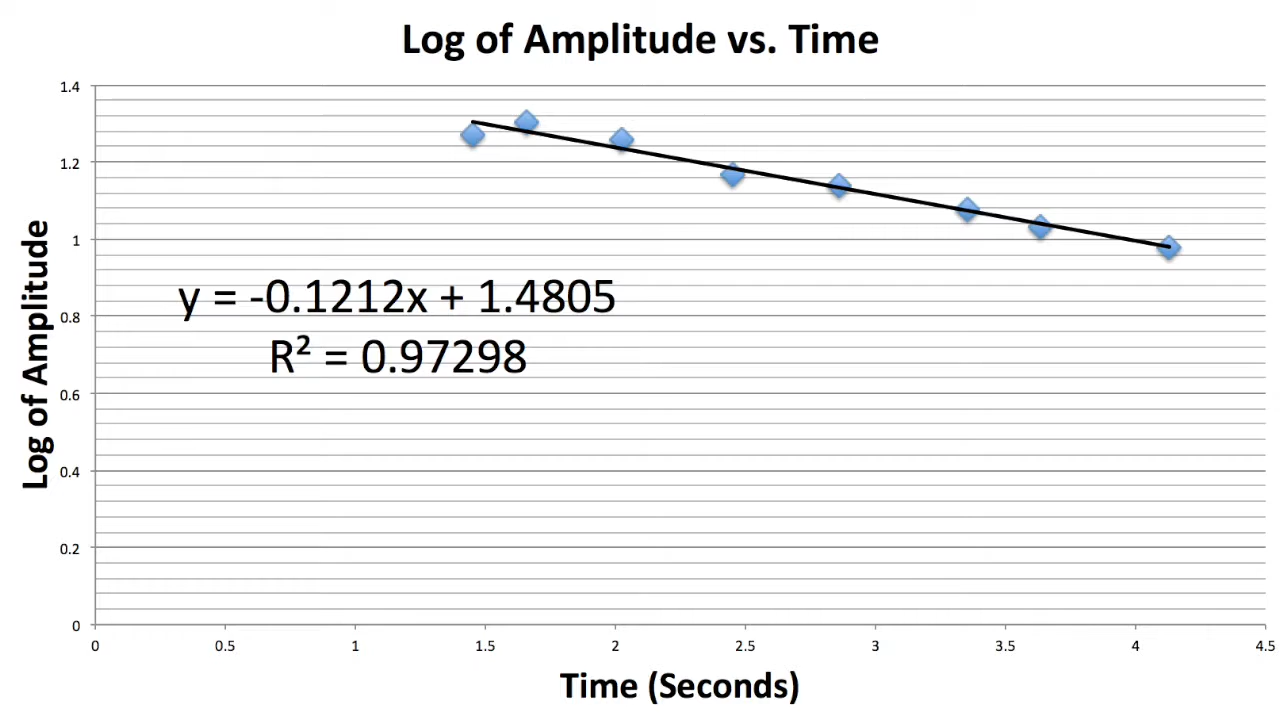 Log of Amplitude vs. Time
Log of Amplitude
1.4
1.2
1
0.8
0.6
0.4
0.2
0
y = -0.1212x + 1.4805
R² = 0.97298
0 0.5 1 1.5 2 2.5 3 3.5 4 4.5
Time (Seconds)